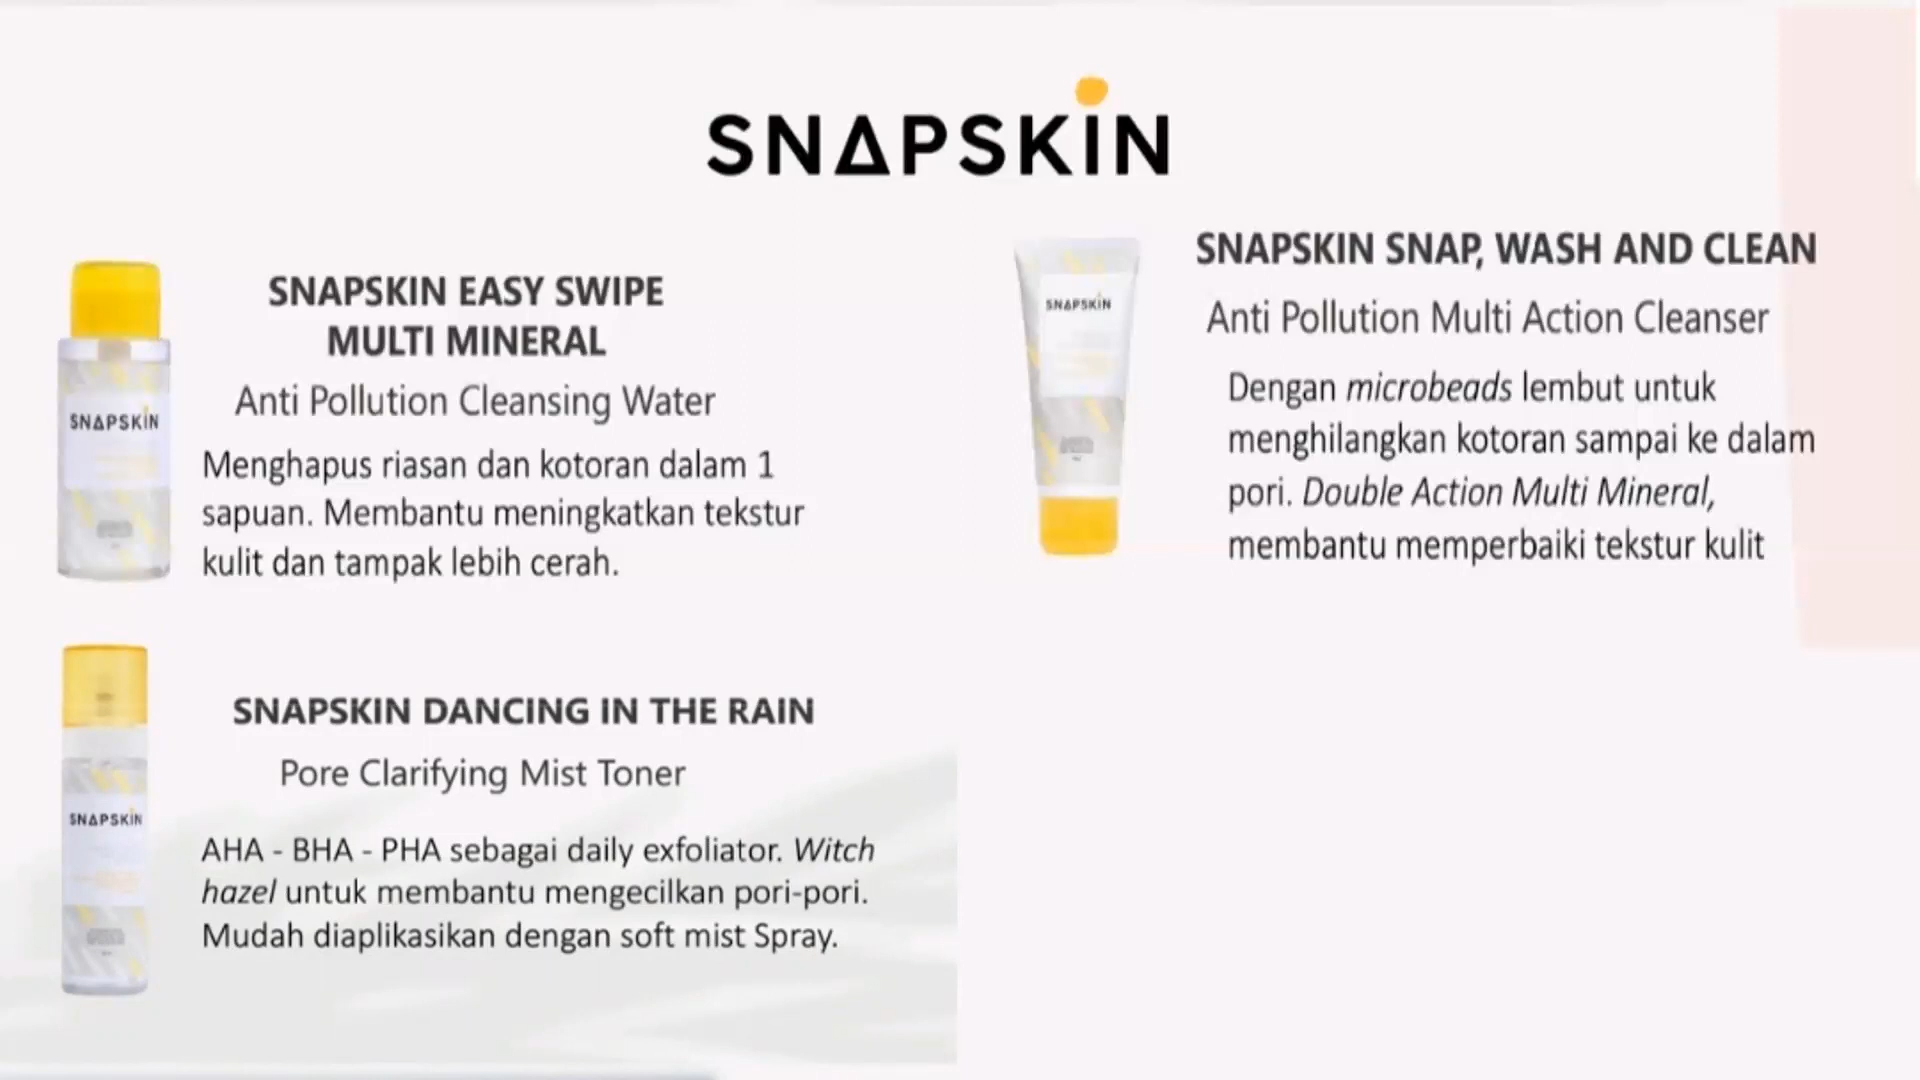 SNAPSKIN
SNAPSKIN EASY SWIPE
MULTI MINERAL
Anti Pollution Cleansing Water
Menghapus riasan dan kotoran dalam 1
sapuan. Membantu meningkatkan tekstur
kulit dan tampak lebih cerah.
SNAPSKIN
SNAPSKIN SNAP, WASH AND CLEAN
Anti Pollution Multi Action Cleanser
Dengan microbeads lembut untuk
menghilangkan kotoran sampai ke dalam
pori. Double Action Multi Mineral,
membantu memperbaiki tekstur kulit
SNAPSKIN
SNAPSKIN DANCING IN THE RAIN
Pore Clarifying Mist Toner
AHA - BHA - PHA sebagai daily exfoliator. Witch
hazel untuk membantu mengecilkan pori-pori.
Mudah diaplikasikan dengan soft mist Spray.
SNAPSKIN